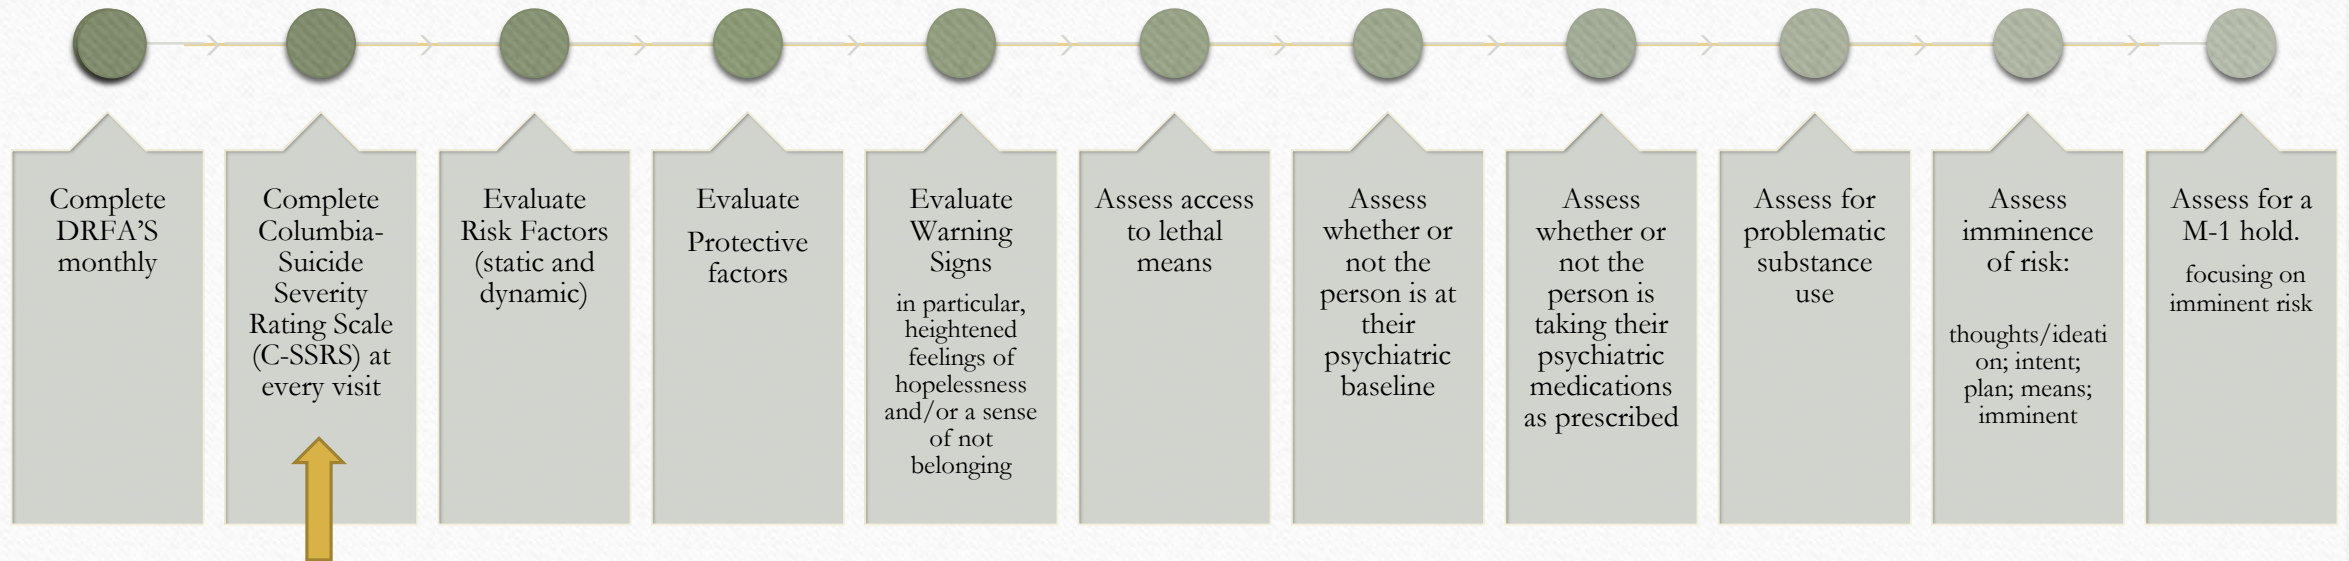 Complete
DRFA'S
monthly
Complete
Columbia-
Suicide
Severity
Rating Scale
(C-SSRS) at
every visit
Evaluate
Risk Factors
(static and
dynamic)
Evaluate
Protective
factors
Evaluate
Warning
Signs
in particular,
heightened
feelings of
hopelessness
and/or a sense
of not
belonging
Assess access
to lethal
means
Assess
whether or
not the
person is at
their
psychiatric
baseline
Assess
whether or
not the
person is
taking their
psychiatric
medications
as prescribed
Assess for
problematic
substance
use
Assess
imminence
of risk:
thoughts/ideati
on; intent;
plan; means;
imminent
Assess for a
M-1 hold.
focusing on
imminent risk